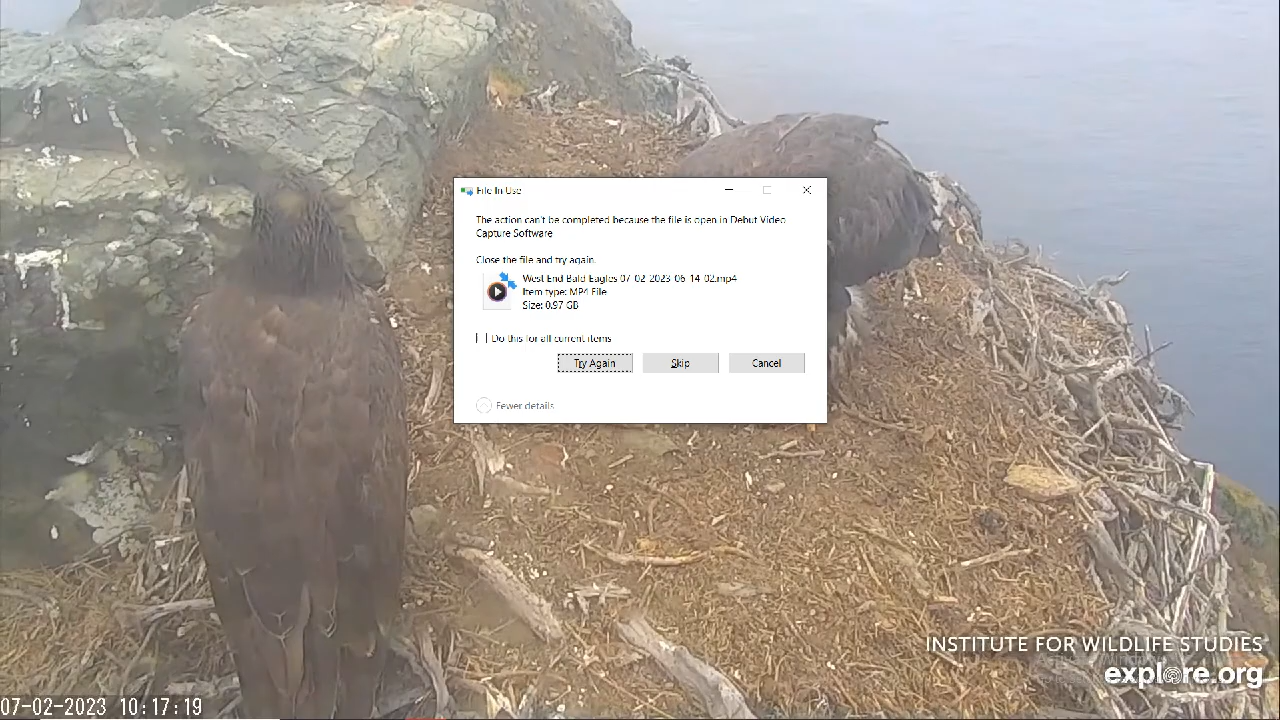 File In Use
The action can't be completed because the file is open in Debut Video
Capture Software.
Close the file and try again.
West End Bald Eagles 07-02-2023-06-14-02.mp4
Item type: MP4 File
Size: 0.97 GB
Do this for all current items
Try Again Skip Cancel
Fewer details
INSTITUTE FOR WILDLIFE STUDIES
explore.org
07-02-2023 10:17:19